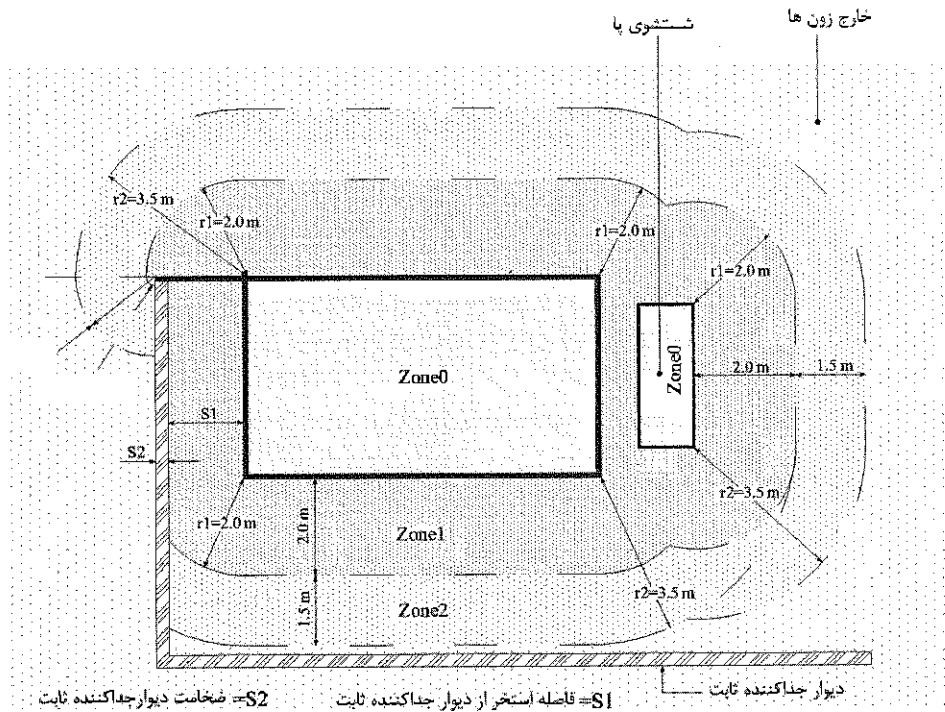 خارج زون ها
شستشوی پا
r2=3.5 m
r1=2.0 m
r1=2.0 m
r1=2.0 m
Zone0
Zone0
2.0 m
1.5 m
S1
S2
r2=3.5 m
r1=2.0 m
2.0 m
Zone1
1.5 m
Zone2
r2=3.5 m
دیوار جداکننده ثابت
S1= فاصله استخر از دیوار جداکننده ثابت
S2= ضخامت دیوارجداکننده ثابت